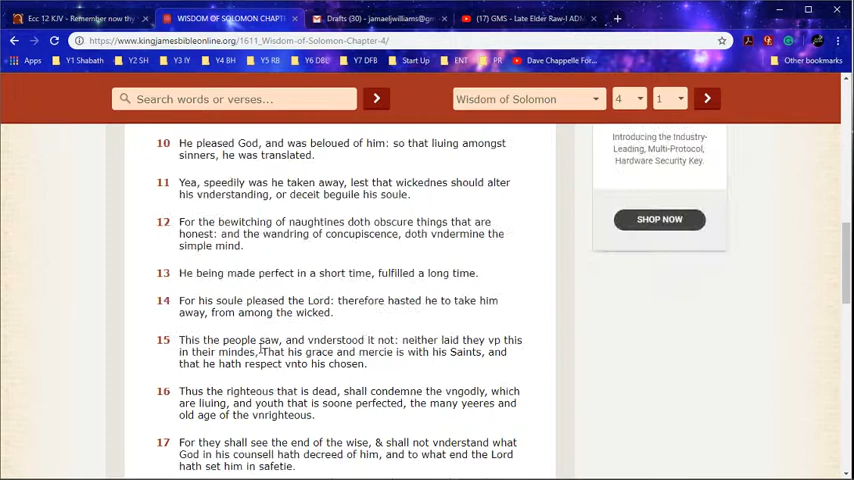 Ecc 12 KJV - Remember now thy
WISDOM OF SOLOMON CHAPT
Drafts (30) - jamaeljwilliams@gm
(17) GMS - Late Elder Raw-I ADM
https://www.kingjamesbibleonline.org/1611_Wisdom-of-Solomon-Chapter-4/
Apps Y1 Shabath Y2 SH Y3 IY Y4 BH Y5 RB Y6 DBL Y7 DFB Start Up ENT PR Dave Chappelle For... Other bookmarks
Search words or verses... Wisdom of Solomon 4 1
10 He pleased God, and was beloued of him: so that liuing amongst
sinners, he was translated.
11 Yea, speedily was he taken away, lest that wickednes should alter
his vnderstanding, or deceit beguile his soule.
12 For the bewitching of naughtines doth obscure things that are
honest: and the wandring of concupiscence, doth vndermine the
simple mind.
13 He being made perfect in a short time, fulfilled a long time.
14 For his soule pleased the Lord: therefore hasted he to take him
away, from among the wicked.
15 This the people saw, and vnderstood it not: neither laid they vp this
in their mindes, That his grace and mercie is with his Saints, and
that he hath respect vnto his chosen.
16 Thus the righteous that is dead, shall condemne the vngodly, which
are liuing, and youth that is soone perfected, the many yeeres and
old age of the vnrighteous.
17 For they shall see the end of the wise, & shall not vnderstand what
God in his counsell hath decreed of him, and to what end the Lord
hath set him in safetie.
Introducing the Industry-
Leading, Multi-Protocol,
Hardware Security Key.
SHOP NOW